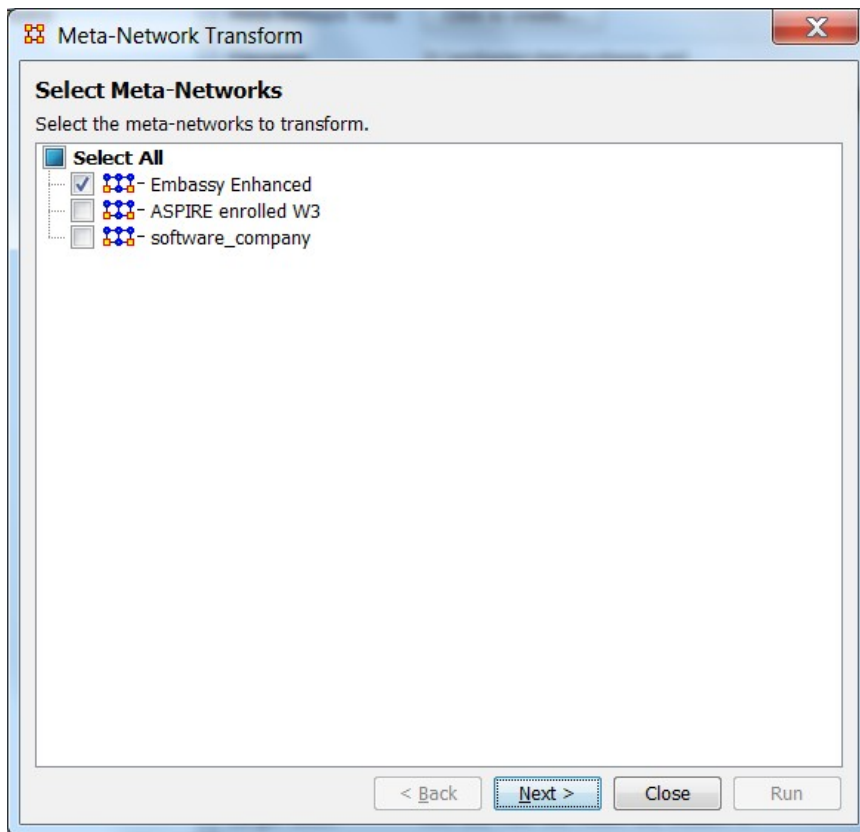 Meta-Network Transform
X
Select Meta-Networks
Select the meta-networks to transform.
Select All
Embassy Enhanced
ASPIRE enrolled W3
software_company
< Back Next > Close Run